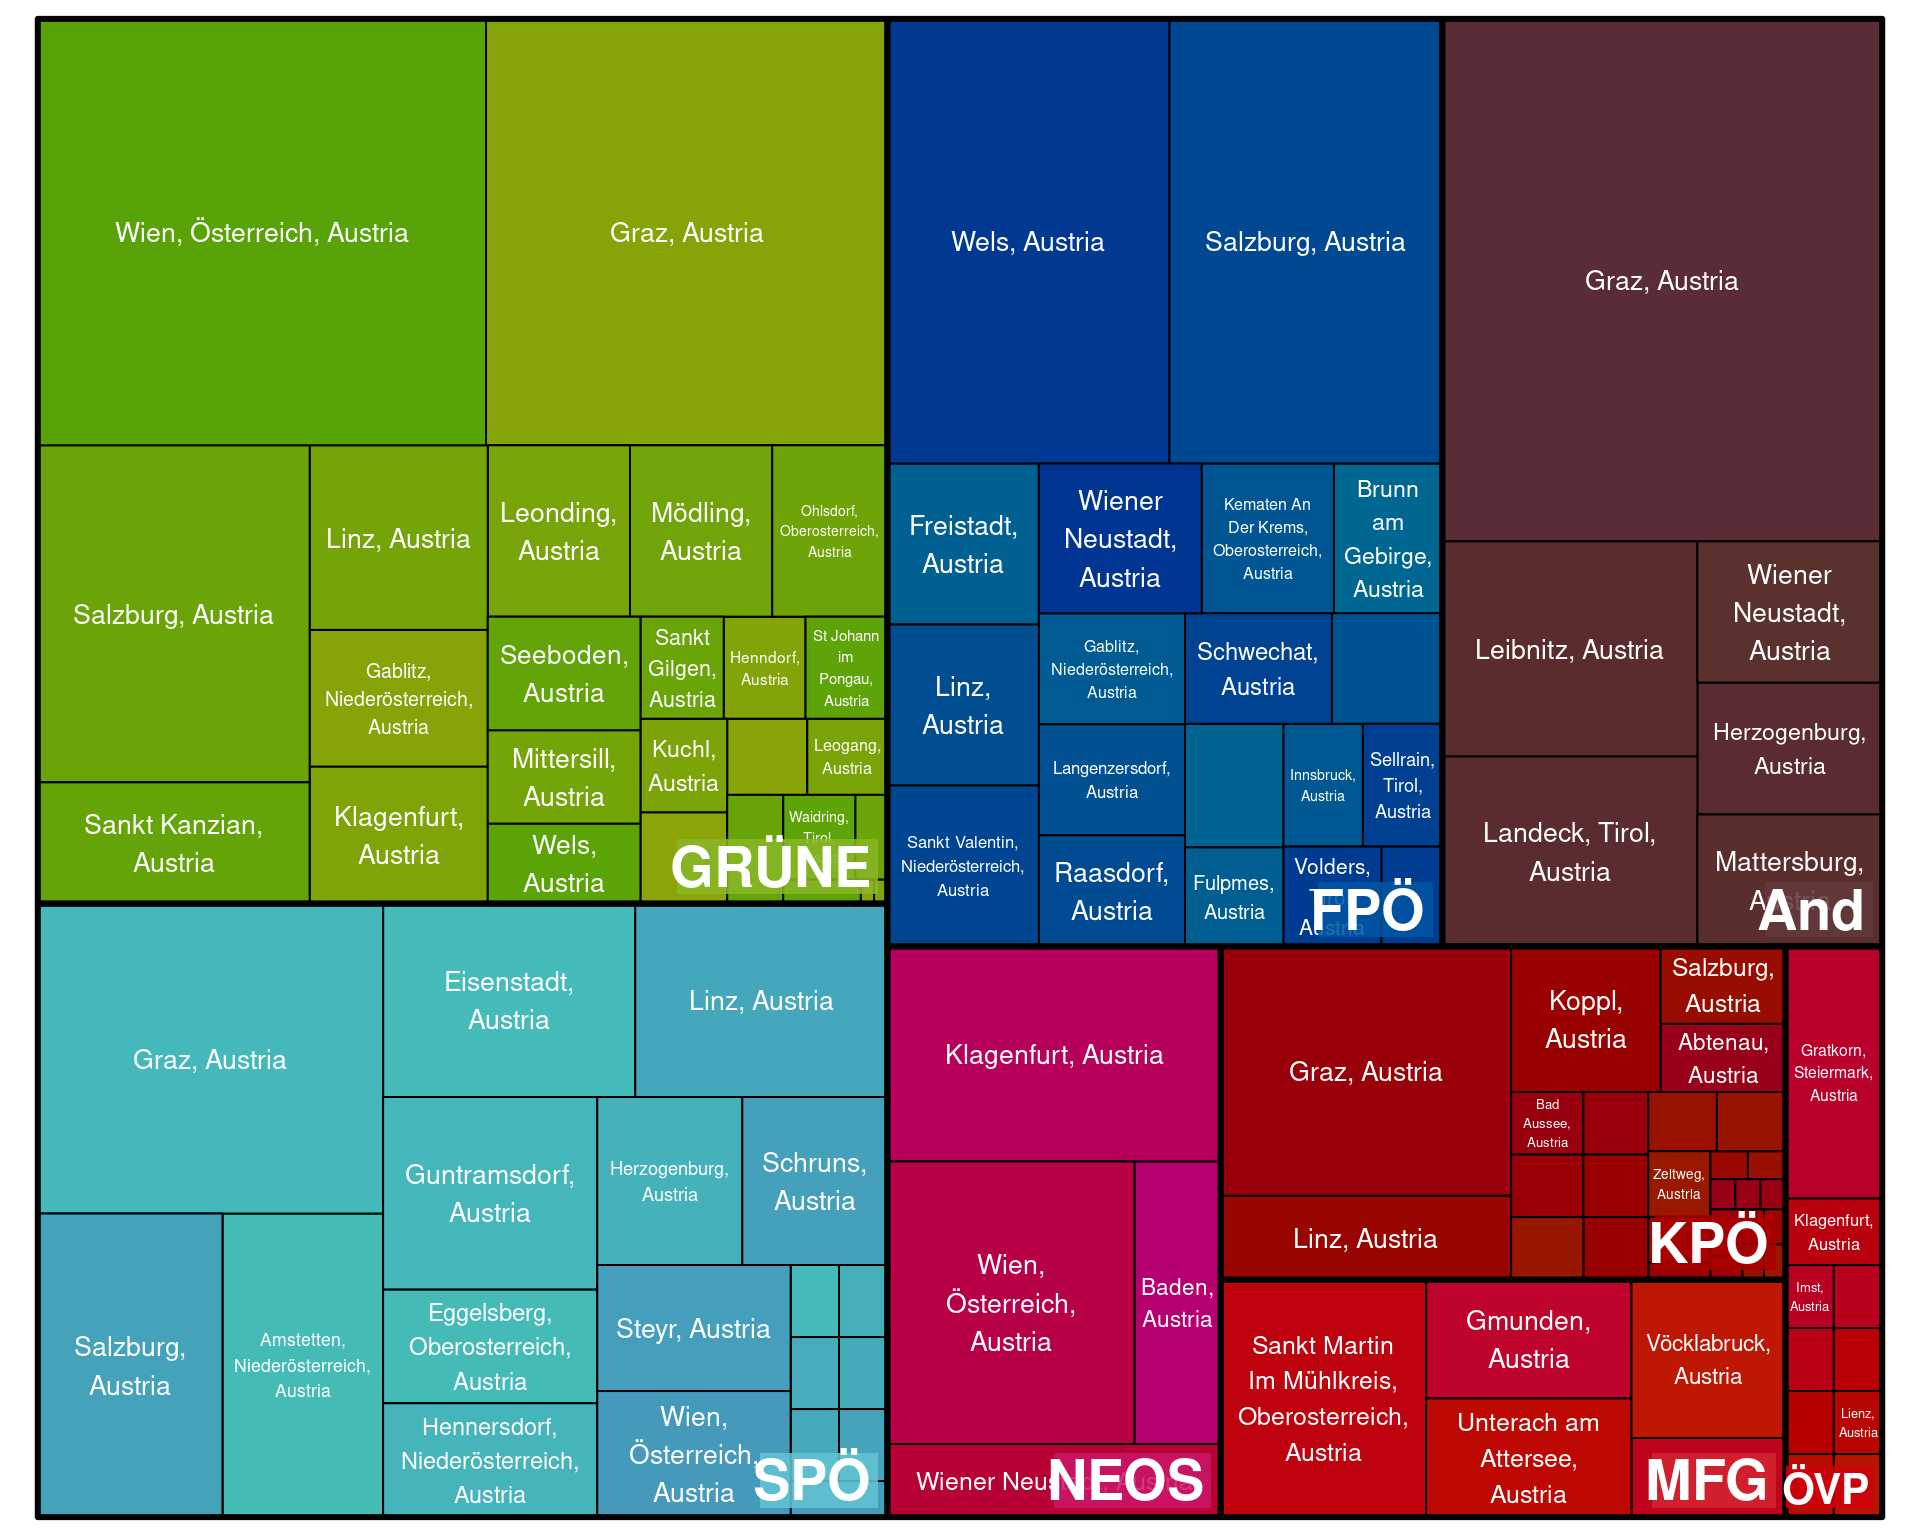 Wien, Österreich, Austria
Graz, Austria
Salzburg, Austria
Linz, Austria
Leonding,
Austria
Mödling,
Austria
Ohlsdorf,
Oberosterreich,
Austria
Gablitz,
Niederösterreich,
Austria
Seeboden,
Austria
Sankt
Gilgen,
Austria
Henndorf,
Austria
St Johann
im
Pongau,
Austria
Mittersill,
Austria
Kuchl,
Austria
Leogang,
Austria
Sankt Kanzian,
Austria
Klagenfurt,
Austria
Wels,
Austria
Waidring,
Tirol
GRÜNE
Wels, Austria
Salzburg, Austria
Freistadt,
Austria
Wiener
Neustadt,
Austria
Kematen An
Der Krems,
Oberosterreich,
Austria
Brunn
am
Gebirge,
Austria
Linz,
Austria
Gablitz,
Niederösterreich,
Austria
Schwechat,
Austria
Langenzersdorf,
Austria
Innsbruck,
Austria
Sellrain,
Tirol,
Austria
Sankt Valentin,
Niederösterreich,
Austria
Raasdorf,
Austria
Fulpmes,
Austria
Volders,
Austria
FPÖ
Graz, Austria
Leibnitz, Austria
Wiener
Neustadt,
Austria
Herzogenburg,
Austria
Landeck, Tirol,
Austria
Mattersburg,
And
Graz, Austria
Eisenstadt,
Austria
Linz, Austria
Guntramsdorf,
Austria
Herzogenburg,
Austria
Schruns,
Austria
Salzburg,
Austria
Amstetten,
Niederösterreich,
Austria
Eggelsberg,
Oberosterreich,
Austria
Steyr, Austria
Hennersdorf,
Niederösterreich,
Austria
Wien,
Österreich,
Austria
SPÖ
Klagenfurt, Austria
Wien,
Österreich,
Austria
Baden,
Austria
Wiener Neustadt, Austria
NEOS
Graz, Austria
Koppl,
Austria
Salzburg,
Austria
Abtenau,
Austria
Bad
Aussee,
Austria
Zeltweg,
Austria
Linz, Austria
KPÖ
Sankt Martin
Im Mühlkreis,
Oberosterreich,
Austria
Gmunden,
Austria
Vöcklabruck,
Austria
Unterach am
Attersee,
Austria
MFG
Gratkorn,
Steiermark,
Austria
Klagenfurt,
Austria
Imst,
Austria
Lienz,
Austria
ÖVP